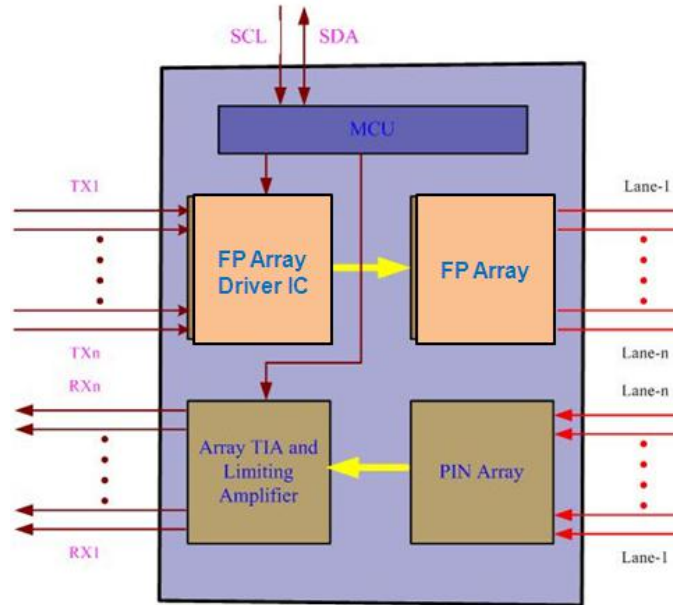 SCL SDA
MCU
TX1
Lane-1
FP Array
Driver IC
FP Array
TXn
Lane-n
RXn
Lane-n
Array TIA and
Limiting
Amplifier
PIN Array
RX1
Lane-1